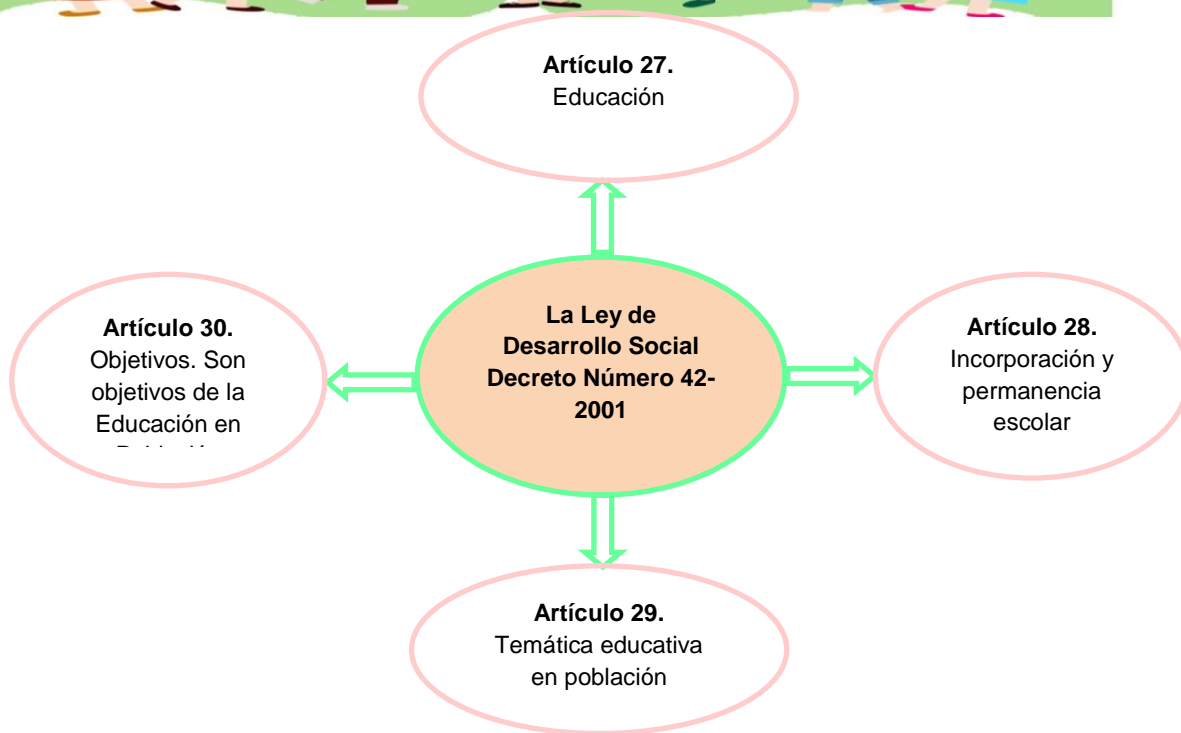 Artículo 27.
Educación
La Ley de
Desarrollo Social
Decreto Número 42-
2001
Artículo 30.
Objetivos. Son
objetivos de la
Educación en
Artículo 28.
Incorporación y
permanencia
escolar
Artículo 29.
Temática educativa
en población